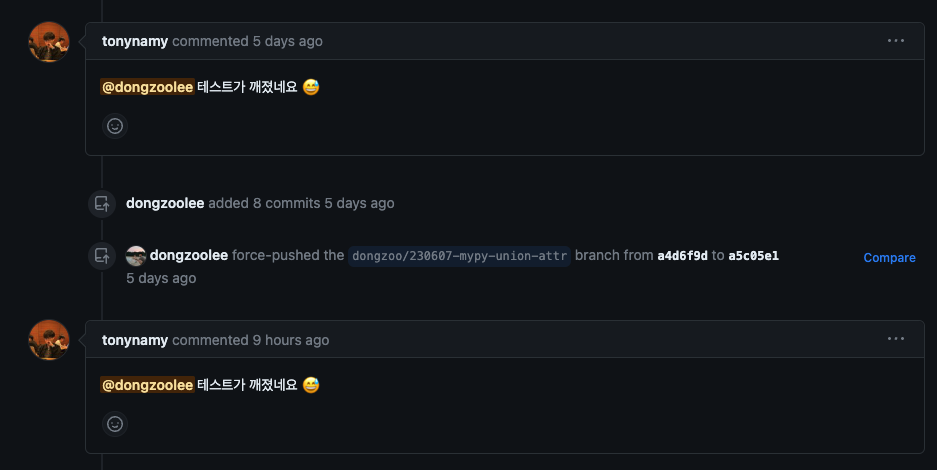 tonynamy commented 5 days ago
@dongzoolee 테스트가 깨졌네요 😅
dongzoolee added 8 commits 5 days ago
dongzoolee force-pushed the dongzoo/230607-mypy-union-attr branch from a4d6f9d to a5c05e1
Compare
5 days ago
tonynamy commented 9 hours ago
@dongzoolee 테스트가 깨졌네요 😅